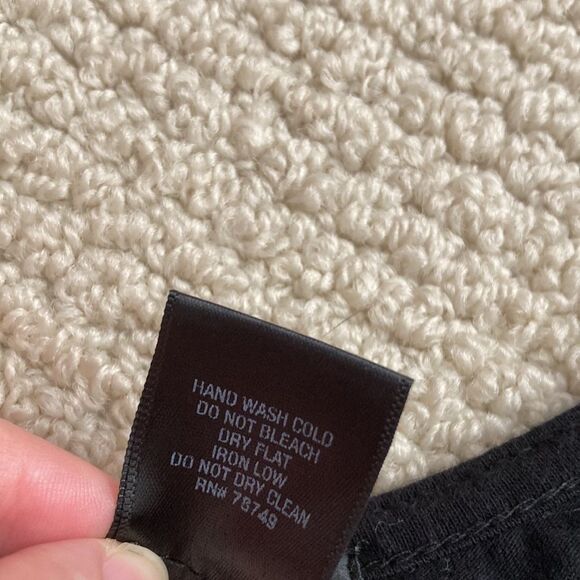 HAND WASH COLD
DO NOT BLEACH
DRY FLAT
IRON LOW
DO NOT DRY CLEAN
RN# 78749